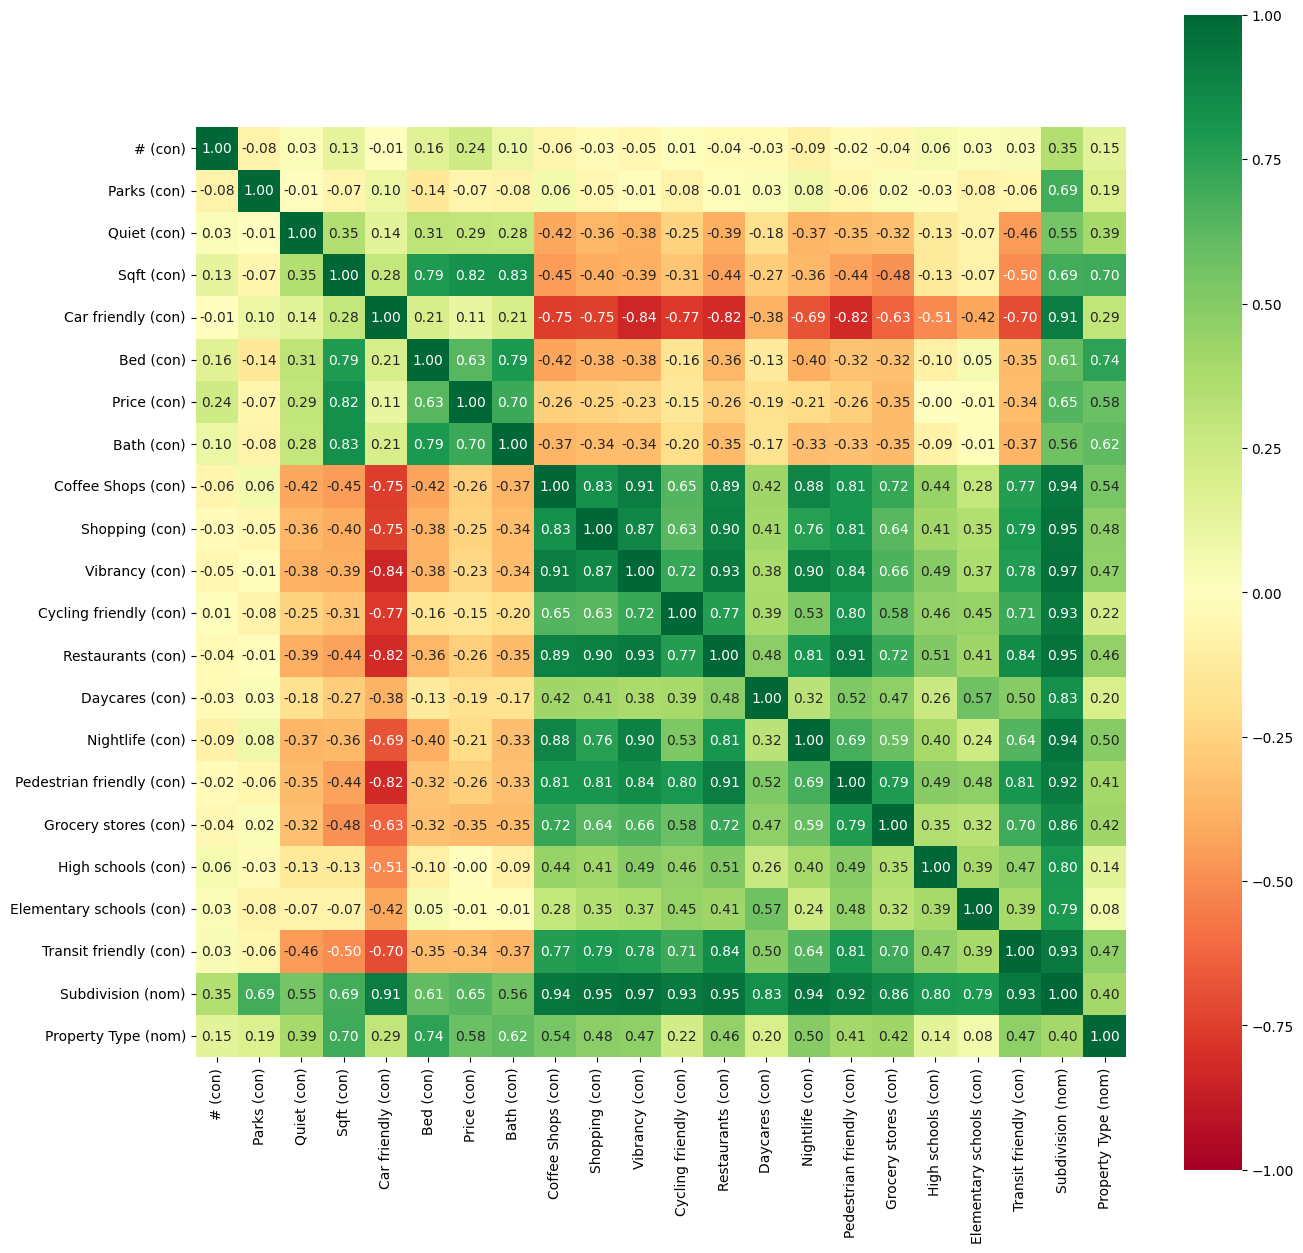 # (con) 1.00 -0.08 0.03 0.13 -0.01 0.16 0.24 0.10 -0.06 -0.03 -0.05 0.01 -0.04 -0.03 -0.09 -0.02 -0.04 0.06 0.03 0.03 0.35 0.15
Parks (con) -0.08 1.00 -0.01 -0.07 0.10 -0.14 -0.07 -0.08 0.06 -0.05 -0.01 -0.08 -0.01 0.03 0.08 -0.06 0.02 -0.03 -0.08 -0.06 0.69 0.19
Quiet (con) 0.03 -0.01 1.00 0.35 0.14 0.31 0.29 0.28 -0.42 -0.36 -0.38 -0.25 -0.39 -0.18 -0.37 -0.35 -0.32 -0.13 -0.07 -0.46 0.55 0.39
Sqft (con) 0.13 -0.07 0.35 1.00 0.28 0.79 0.82 0.83 -0.45 -0.40 -0.39 -0.31 -0.44 -0.27 -0.36 -0.44 -0.48 -0.13 -0.07 -0.50 0.69 0.70
Car friendly (con) -0.01 0.10 0.14 0.28 1.00 0.21 0.11 0.21 -0.75 -0.75 -0.84 -0.77 -0.82 -0.38 -0.69 -0.82 -0.63 -0.51 -0.42 -0.70 0.91 0.29
Bed (con) 0.16 -0.14 0.31 0.79 0.21 1.00 0.63 0.79 -0.42 -0.38 -0.38 -0.16 -0.36 -0.13 -0.40 -0.32 -0.32 -0.10 0.05 -0.35 0.61 0.74
Price (con) 0.24 -0.07 0.29 0.82 0.11 0.63 1.00 0.70 -0.26 -0.25 -0.23 -0.15 -0.26 -0.19 -0.21 -0.26 -0.35 -0.00 -0.01 -0.34 0.65 0.58
Bath (con) 0.10 -0.08 0.28 0.83 0.21 0.79 0.70 1.00 -0.37 -0.34 -0.34 -0.20 -0.35 -0.17 -0.33 -0.33 -0.35 -0.09 -0.01 -0.37 0.56 0.62
Coffee Shops (con) -0.06 0.06 -0.42 -0.45 -0.75 -0.42 -0.26 -0.37 1.00 0.83 0.91 0.65 0.89 0.42 0.88 0.81 0.72 0.44 0.28 0.77 0.94 0.54
Shopping (con) -0.03 -0.05 -0.36 -0.40 -0.75 -0.38 -0.25 -0.34 0.83 1.00 0.87 0.63 0.90 0.41 0.76 0.81 0.64 0.41 0.35 0.79 0.95 0.48
Vibrancy (con) -0.05 -0.01 -0.38 -0.39 -0.84 -0.38 -0.23 -0.34 0.91 0.87 1.00 0.72 0.93 0.38 0.90 0.84 0.66 0.49 0.37 0.78 0.97 0.47
Cycling friendly (con) 0.01 -0.08 -0.25 -0.31 -0.77 -0.16 -0.15 -0.20 0.65 0.63 0.72 1.00 0.77 0.39 0.53 0.80 0.58 0.46 0.45 0.71 0.93 0.22
Restaurants (con) -0.04 -0.01 -0.39 -0.44 -0.82 -0.36 -0.26 -0.35 0.89 0.90 0.93 0.77 1.00 0.48 0.81 0.91 0.72 0.51 0.41 0.84 0.95 0.46
Daycares (con) -0.03 0.03 -0.18 -0.27 -0.38 -0.13 -0.19 -0.17 0.42 0.41 0.38 0.39 0.48 1.00 0.32 0.52 0.47 0.26 0.57 0.50 0.83 0.20
Nightlife (con) -0.09 0.08 -0.37 -0.36 -0.69 -0.40 -0.21 -0.33 0.88 0.76 0.90 0.53 0.81 0.32 1.00 0.69 0.59 0.40 0.24 0.64 0.94 0.50
Pedestrian friendly (con) -0.02 -0.06 -0.35 -0.44 -0.82 -0.32 -0.26 -0.33 0.81 0.81 0.84 0.80 0.91 0.52 0.69 1.00 0.79 0.49 0.48 0.81 0.92 0.41
Grocery stores (con) -0.04 0.02 -0.32 -0.48 -0.63 -0.32 -0.35 -0.35 0.72 0.64 0.66 0.58 0.72 0.47 0.59 0.79 1.00 0.35 0.32 0.70 0.86 0.42
High schools (con) 0.06 -0.03 -0.13 -0.13 -0.51 -0.10 -0.00 -0.09 0.44 0.41 0.49 0.46 0.51 0.26 0.40 0.49 0.35 1.00 0.39 0.47 0.80 0.14
Elementary schools (con) 0.03 -0.08 -0.07 -0.07 -0.42 0.05 -0.01 -0.01 0.28 0.35 0.37 0.45 0.41 0.57 0.24 0.48 0.32 0.39 1.00 0.39 0.79 0.08
Transit friendly (con) 0.03 -0.06 -0.46 -0.50 -0.70 -0.35 -0.34 -0.37 0.77 0.79 0.78 0.71 0.84 0.50 0.64 0.81 0.70 0.47 0.39 1.00 0.93 0.47
Subdivision (nom) 0.35 0.69 0.55 0.69 0.91 0.61 0.65 0.56 0.94 0.95 0.97 0.93 0.95 0.83 0.94 0.92 0.86 0.80 0.79 0.93 1.00 0.40
Property Type (nom) 0.15 0.19 0.39 0.70 0.29 0.74 0.58 0.62 0.54 0.48 0.47 0.22 0.46 0.20 0.50 0.41 0.42 0.14 0.08 0.47 0.40 1.00
# (con)
Parks (con)
Quiet (con)
Sqft (con)
Car friendly (con)
Bed (con)
Price (con)
Bath (con)
Coffee Shops (con)
Shopping (con)
Vibrancy (con)
Cycling friendly (con)
Restaurants (con)
Daycares (con)
Nightlife (con)
Pedestrian friendly (con)
Grocery stores (con)
High schools (con)
Elementary schools (con)
Transit friendly (con)
Subdivision (nom)
Property Type (nom)
1.00
0.75
0.50
0.25
0.00
−0.25
−0.50
−0.75
−1.00